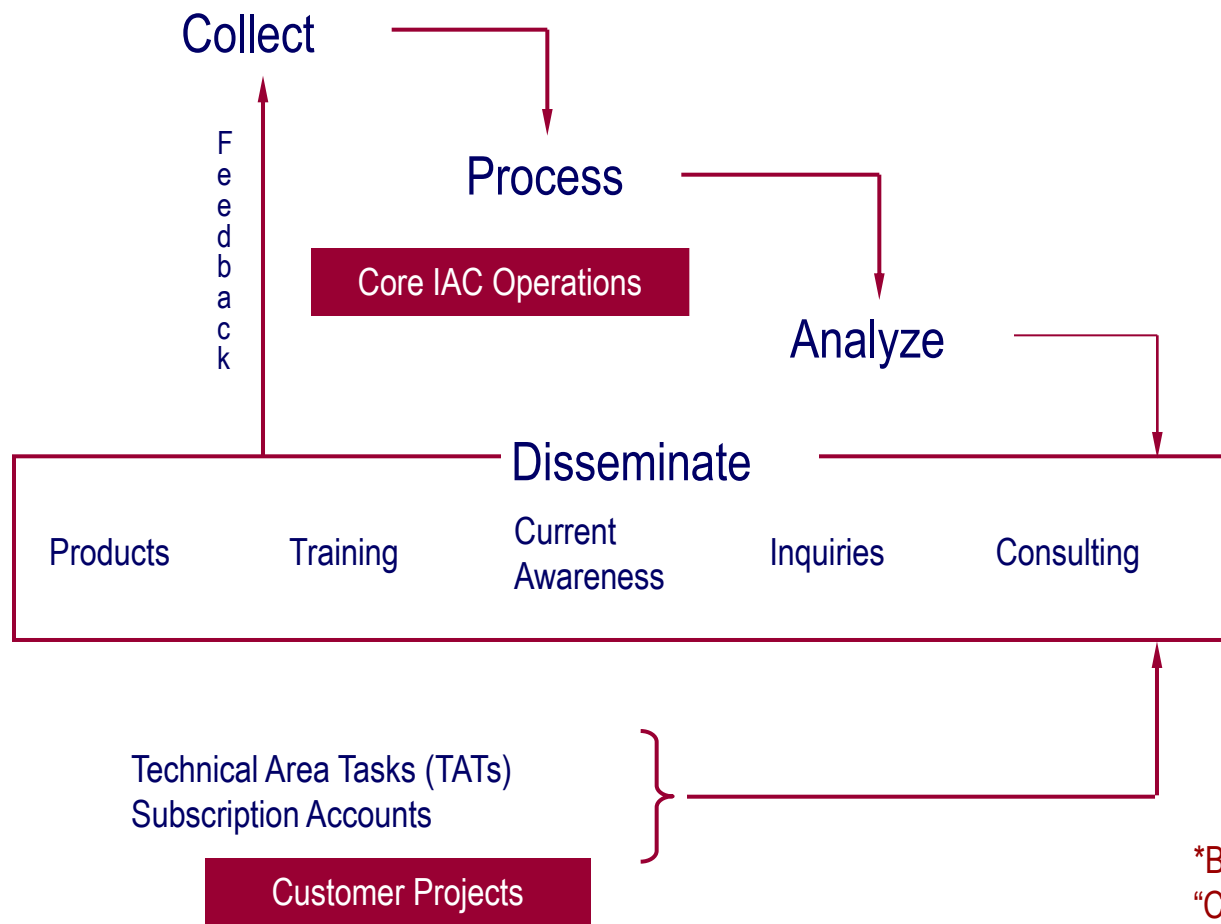 Collect
Feedback
Process
Core IAC Operations
Analyze
Disseminate
Products
Training
Current
Awareness
Inquiries
Consulting
Technical Area Tasks (TATs)
Subscription Accounts
Customer Projects
*B
“C